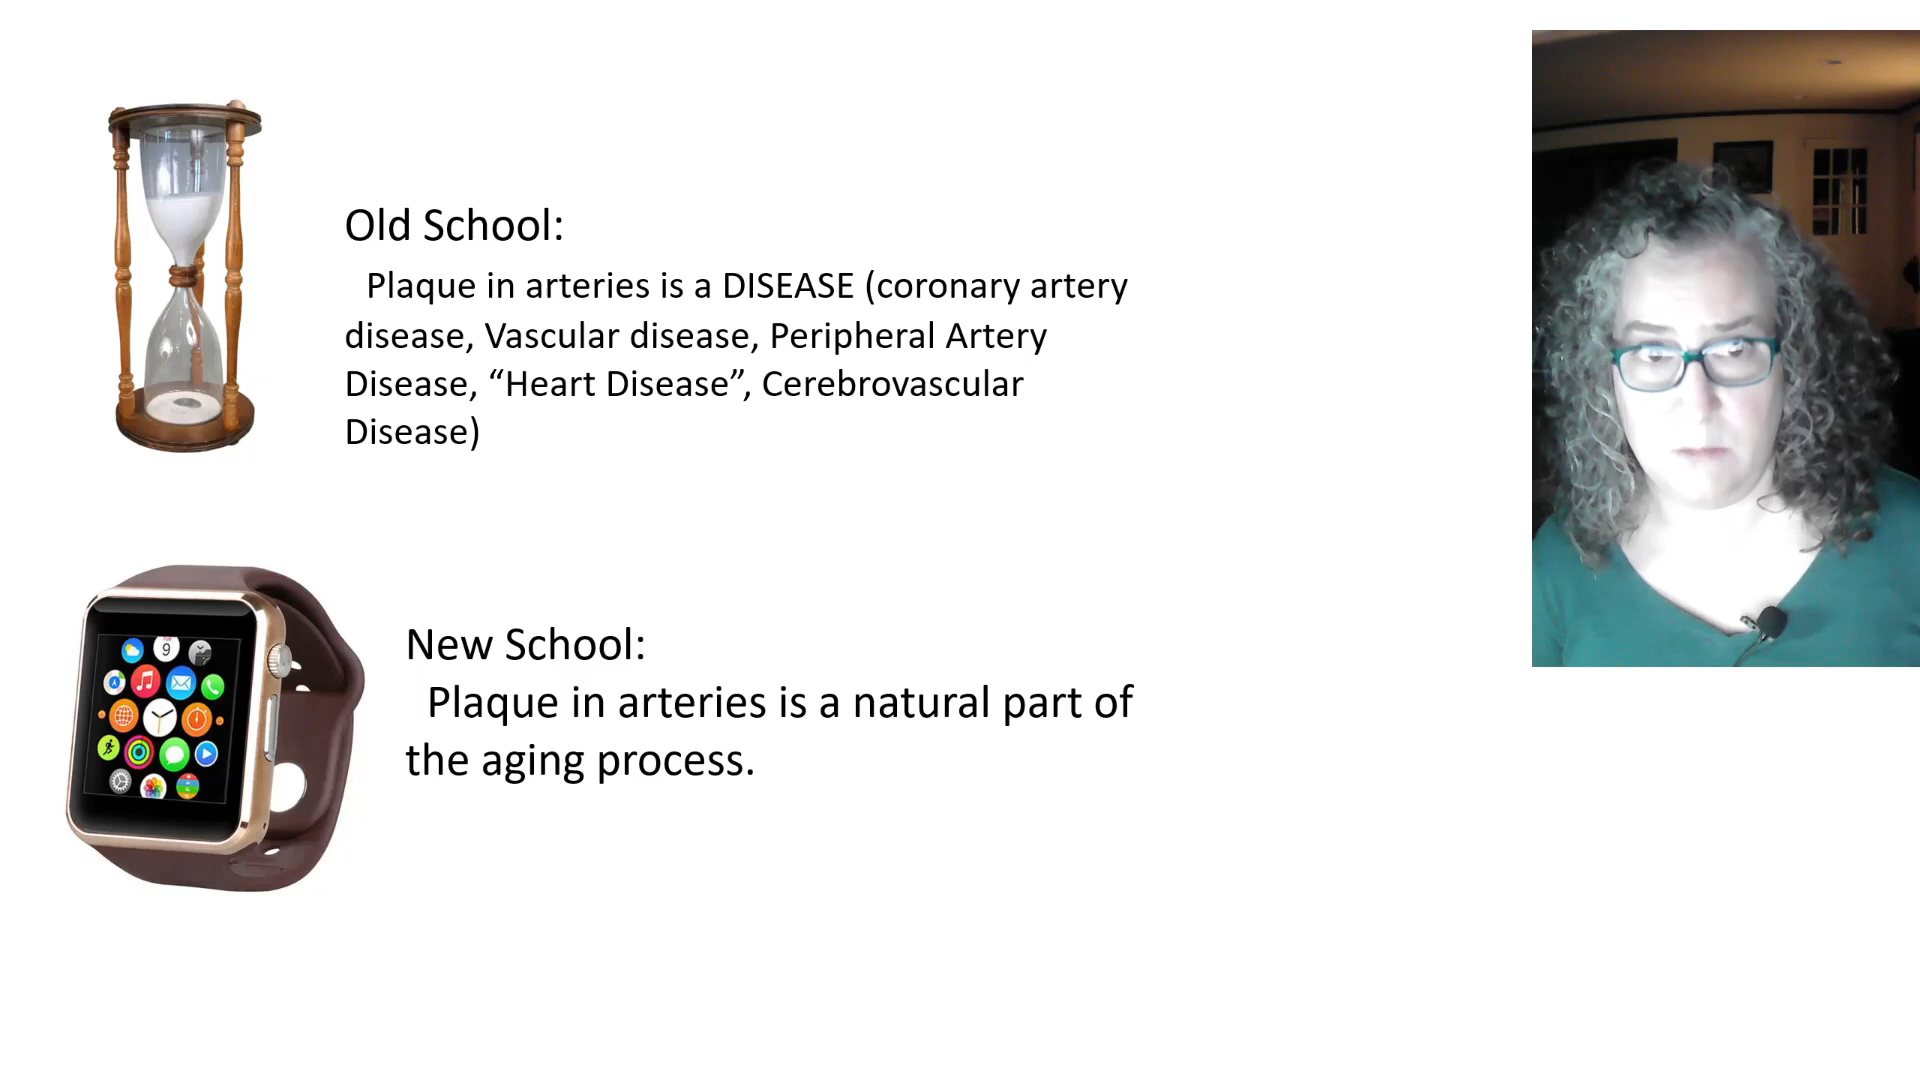 Old School:
Plaque in arteries is a DISEASE (coronary artery
disease, Vascular disease, Peripheral Artery
Disease, “Heart Disease”, Cerebrovascular
Disease)
9
New School:
Plaque in arteries is a natural part of
the aging process.